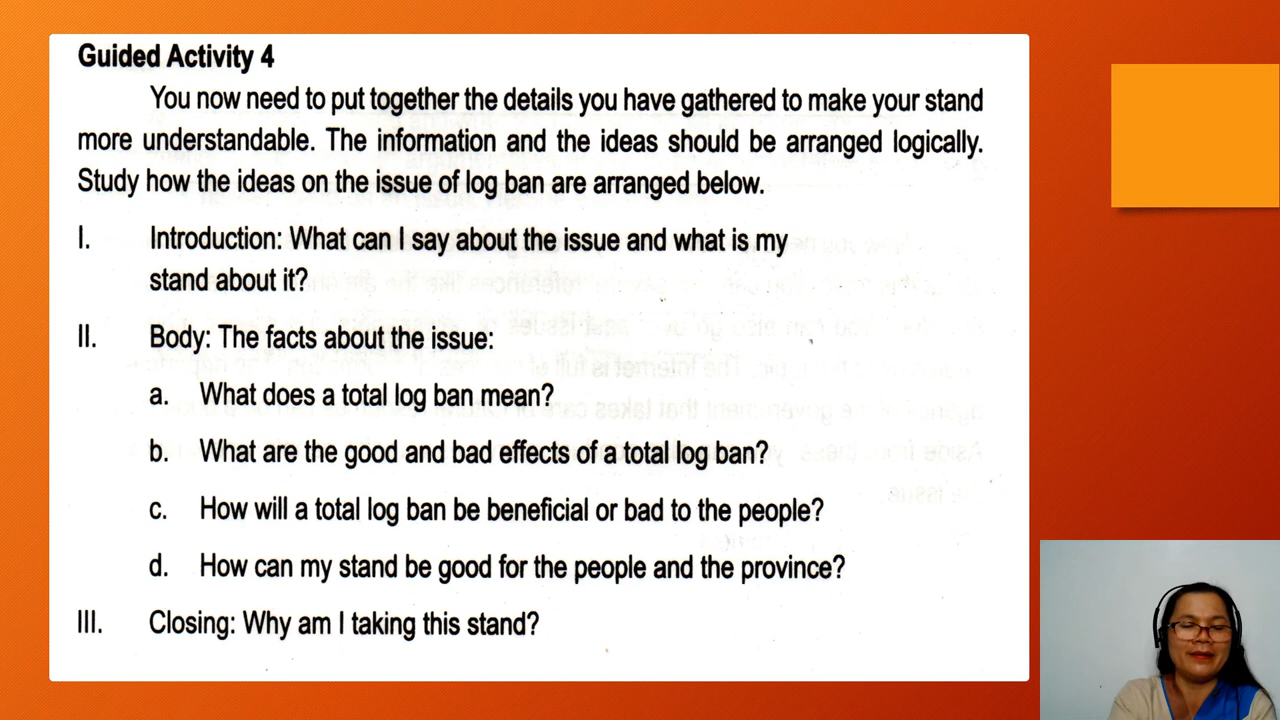 Guided Activity 4
You now need to put together the details you have gathered to make your stand
more understandable. The information and the ideas should be arranged logically.
Study how the ideas on the issue of log ban are arranged below.
I. Introduction: What can I say about the issue and what is my
stand about it?
II. Body: The facts about the issue:
a. What does a total log ban mean?
b. What are the good and bad effects of a total log ban?
c. How will a total log ban be beneficial or bad to the people?
d. How can my stand be good for the people and the province?
III. Closing: Why am I taking this stand?